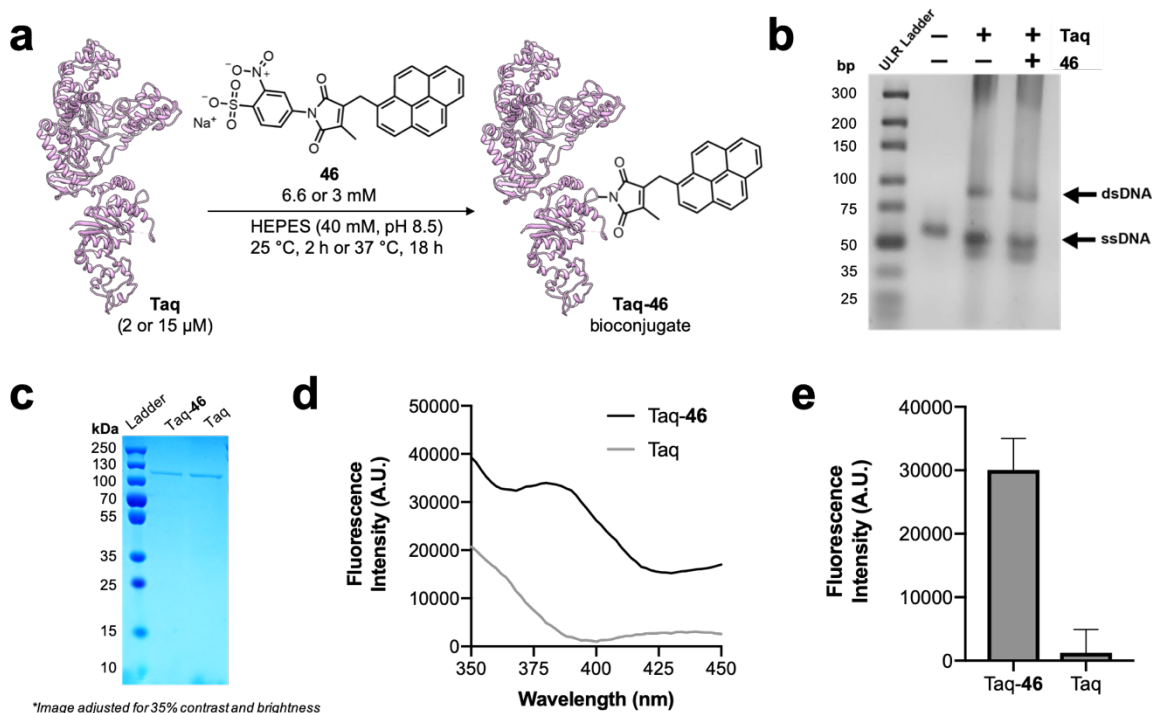 a
O
−O
N+
O−
O
S
O
Na+
N
O
O
46
6.6 or 3 mM
HEPES (40 mM, pH 8.5)
25 °C, 2 h or 37 °C, 18 h
Taq
(2 or 15 µM)
O
N
O
Taq-46
bioconjugate
b
ULR Ladder
− + + Taq
− − + 46
bp
300
200
150
100
75
50
35
25
dsDNA
ssDNA
c
Ladder
Taq-46
Taq
kDa
250
130
100
70
55
35
25
15
10
*Image adjusted for 35% contrast and brightness
d
Fluorescence
Intensity (A.U.)
50000
40000
30000
20000
10000
0
350 375 400 425 450
Wavelength (nm)
Taq-46
Taq
e
Fluorescence
Intensity (A.U.)
40000
30000
20000
10000
0
Taq-46 Taq